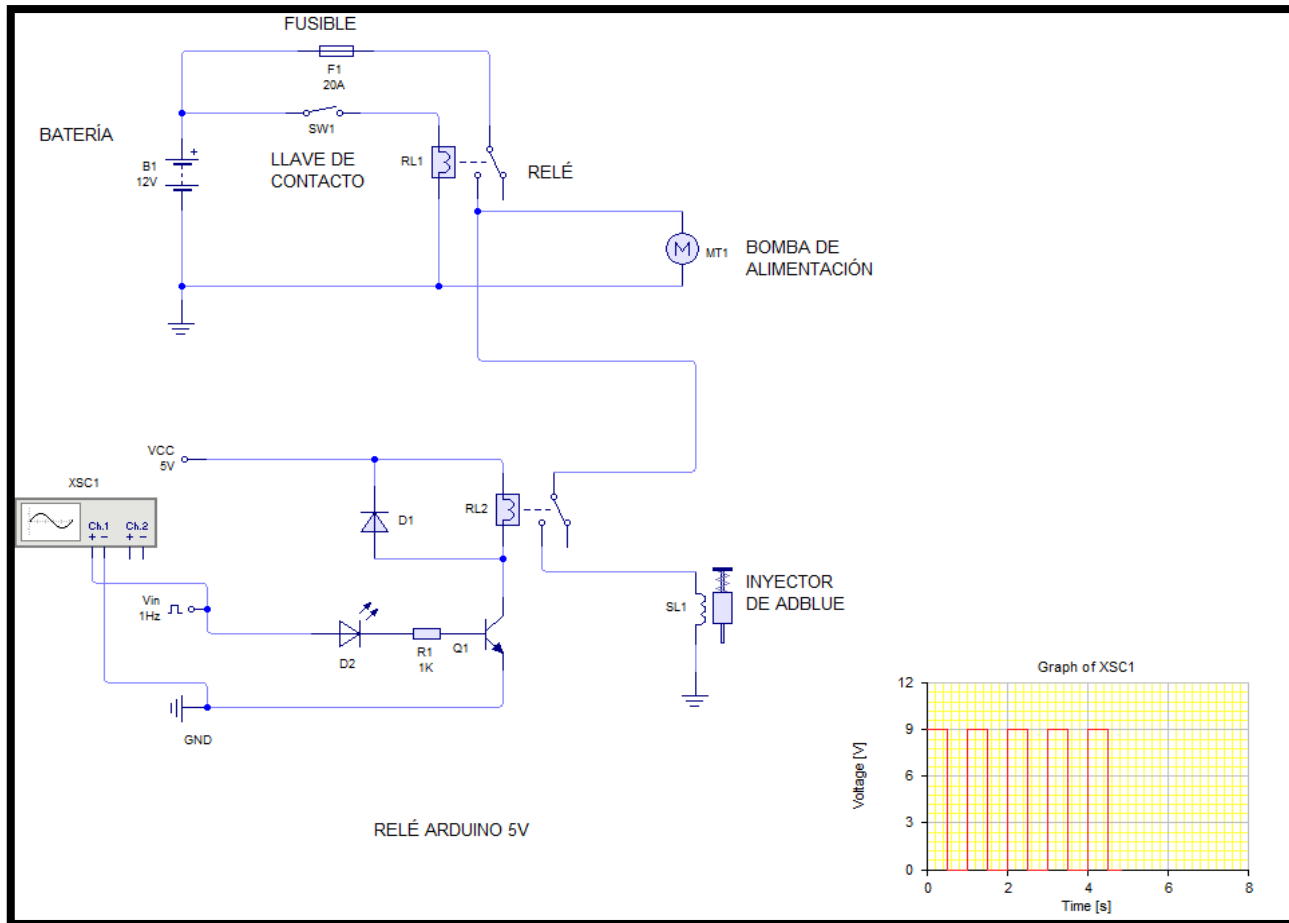 FUSIBLE
F1
20A
SW1
BATERÍA
B1
12V
+
LLAVE DE
CONTACTO
RL1
RELÉ
M
MT1
BOMBA DE
ALIMENTACIÓN
VCC
5V
XSC1
Ch.1
Ch.2
+ −
+ −
D1
RL2
Vin
1Hz
D2
R1
1K
Q1
SL1
INYECTOR
DE ADBLUE
GND
RELÉ ARDUINO 5V
Graph of XSC1
Voltage [V]
12
9
6
3
0
0 2 4 6 8
Time [s]